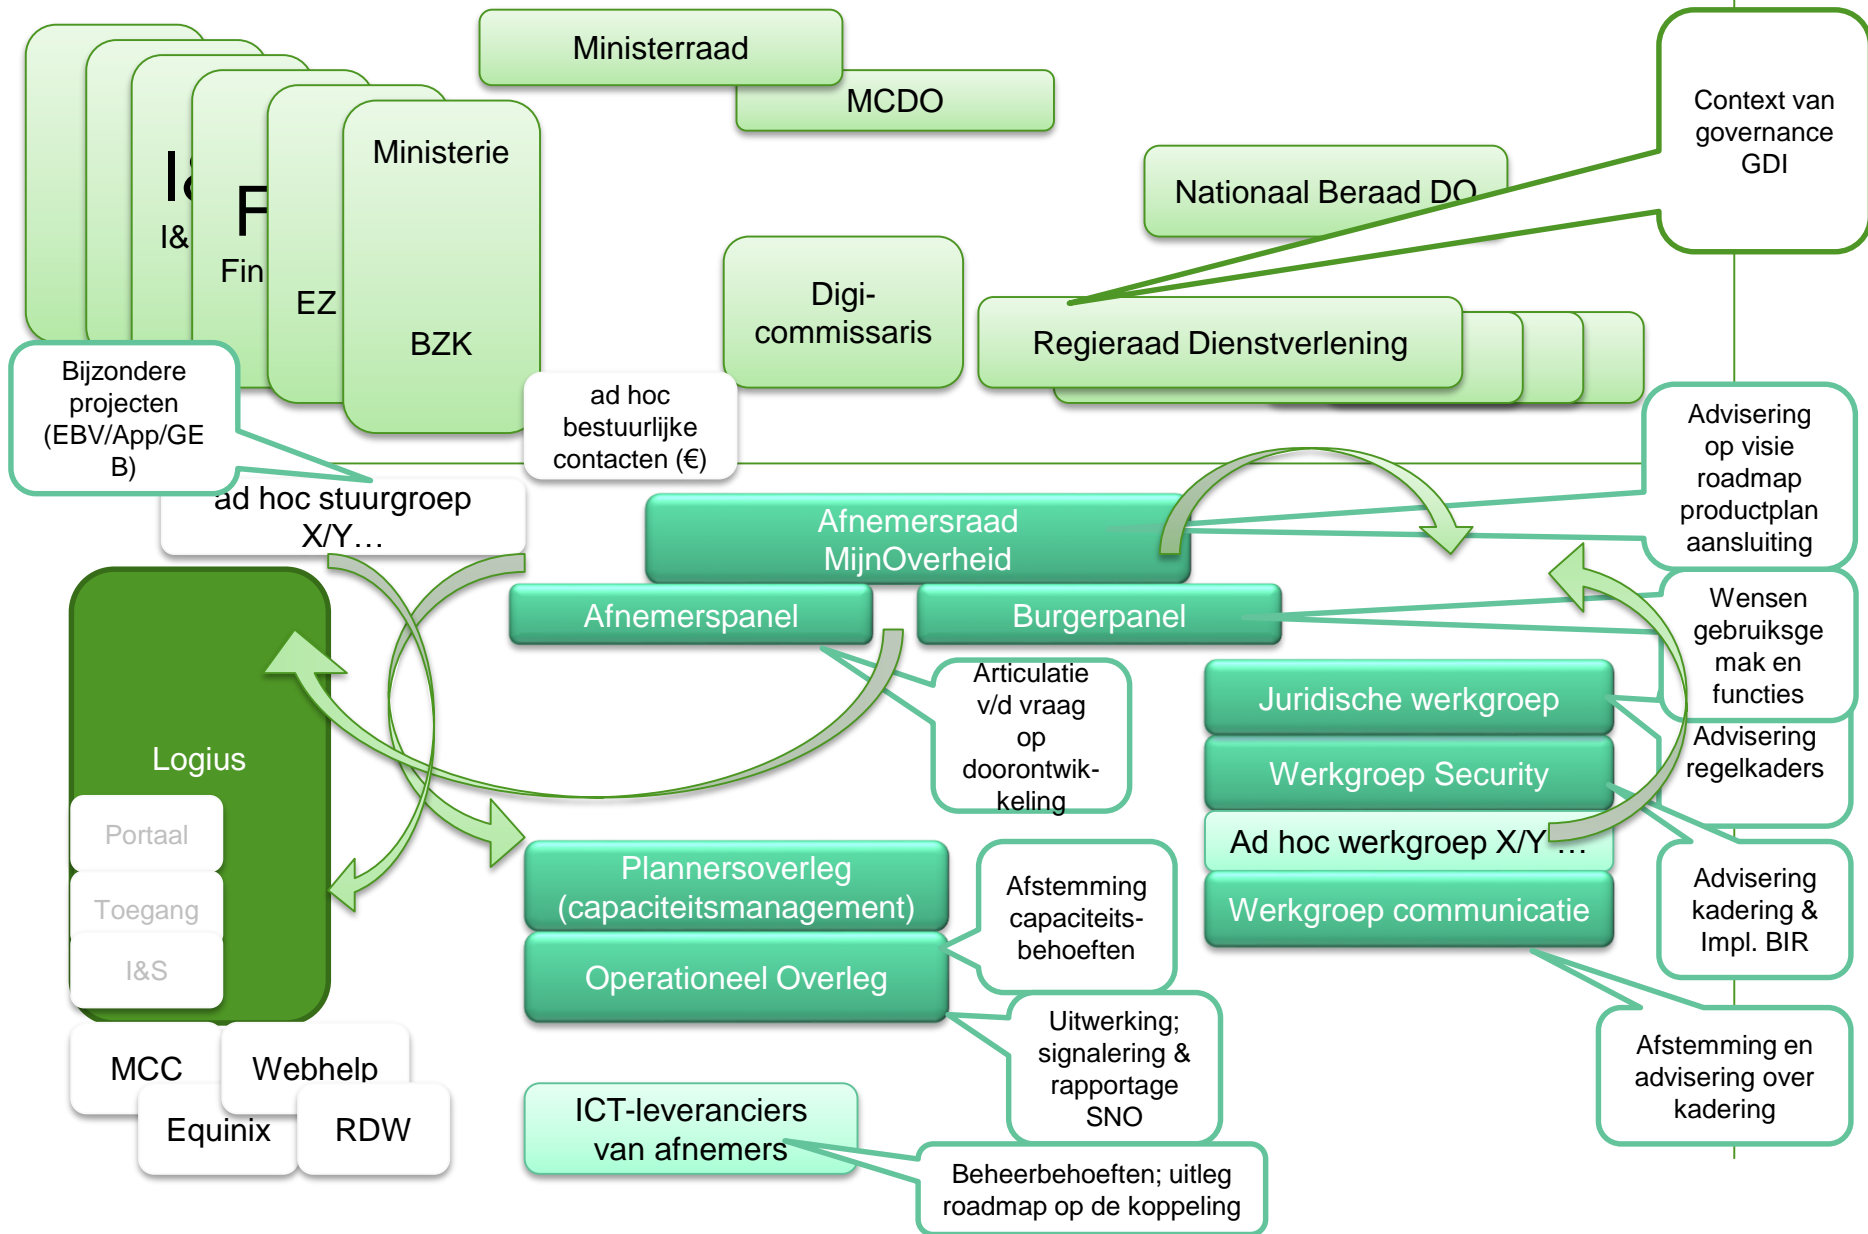 Ministerraad
MCDO
Context van
governance
GDI
Ministerie
I&
I&
F
Fin
EZ
BZK
Nationaal Beraad DO
Digi-
commissaris
Regieraad Dienstverlening
Bijzondere
projecten
(EBV/App/GE
B)
ad hoc
bestuurlijke
contacten (€)
Advisering
op visie
roadmap
productplan
aansluiting
ad hoc stuurgroep
X/Y…
Afnemersraad
MijnOverheid
Afnemerspanel
Burgerpanel
Wensen
gebruiksge
mak en
functies
Articulatie
v/d vraag
op
doorontwik-
keling
Juridische werkgroep
Advisering
regelkaders
Werkgroep Security
Ad hoc werkgroep X/Y …
Werkgroep communicatie
Logius
Portaal
Toegang
I&S
Plannersoverleg
(capaciteitsmanagement)
Operationeel Overleg
Afstemming
capaciteits-
behoeften
Advisering
kadering &
Impl. BIR
Uitwerking;
signalering &
rapportage
SNO
Afstemming en
advisering over
kadering
MCC
Webhelp
Equinix
RDW
ICT-leveranciers
van afnemers
Beheerbehoeften; uitleg
roadmap op de koppeling